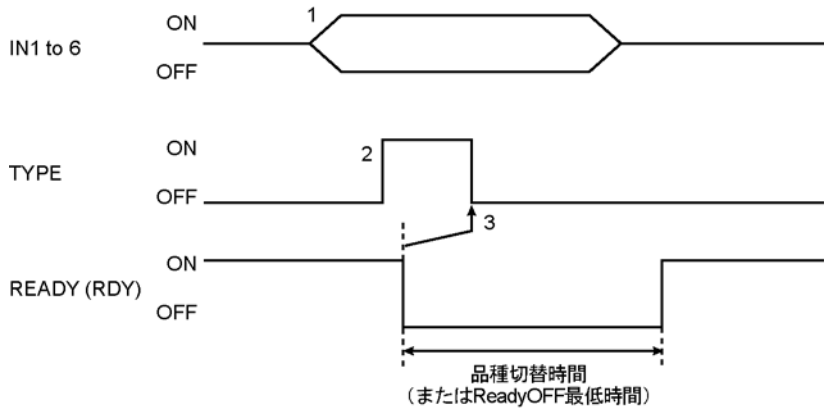 ON
1
IN1 to 6
OFF
ON
2
TYPE
OFF
3
ON
READY (RDY)
OFF
品種切替時間
（またはReadyOFF最低時間）